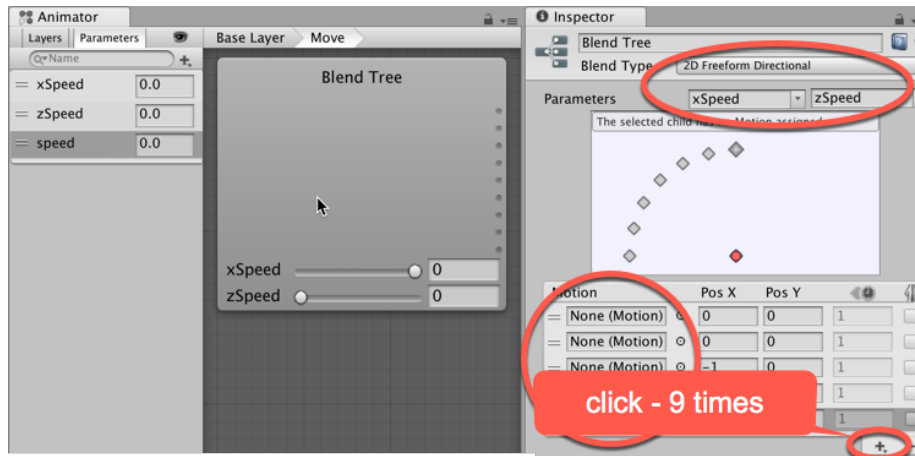 Animator
Layers Parameters
Name
xSpeed 0.0
zSpeed 0.0
speed 0.0
Base Layer Move
Blend Tree
xSpeed 0
zSpeed 0
Inspector
Blend Tree
Blend Type 2D Freeform Directional
Parameters xSpeed zSpeed
The selected child has no Motion assigned
Motion Pos X Pos Y
None (Motion) 0 0 1
None (Motion) 0 0 1
None (Motion) -1 0 1
1
1
click - 9 times